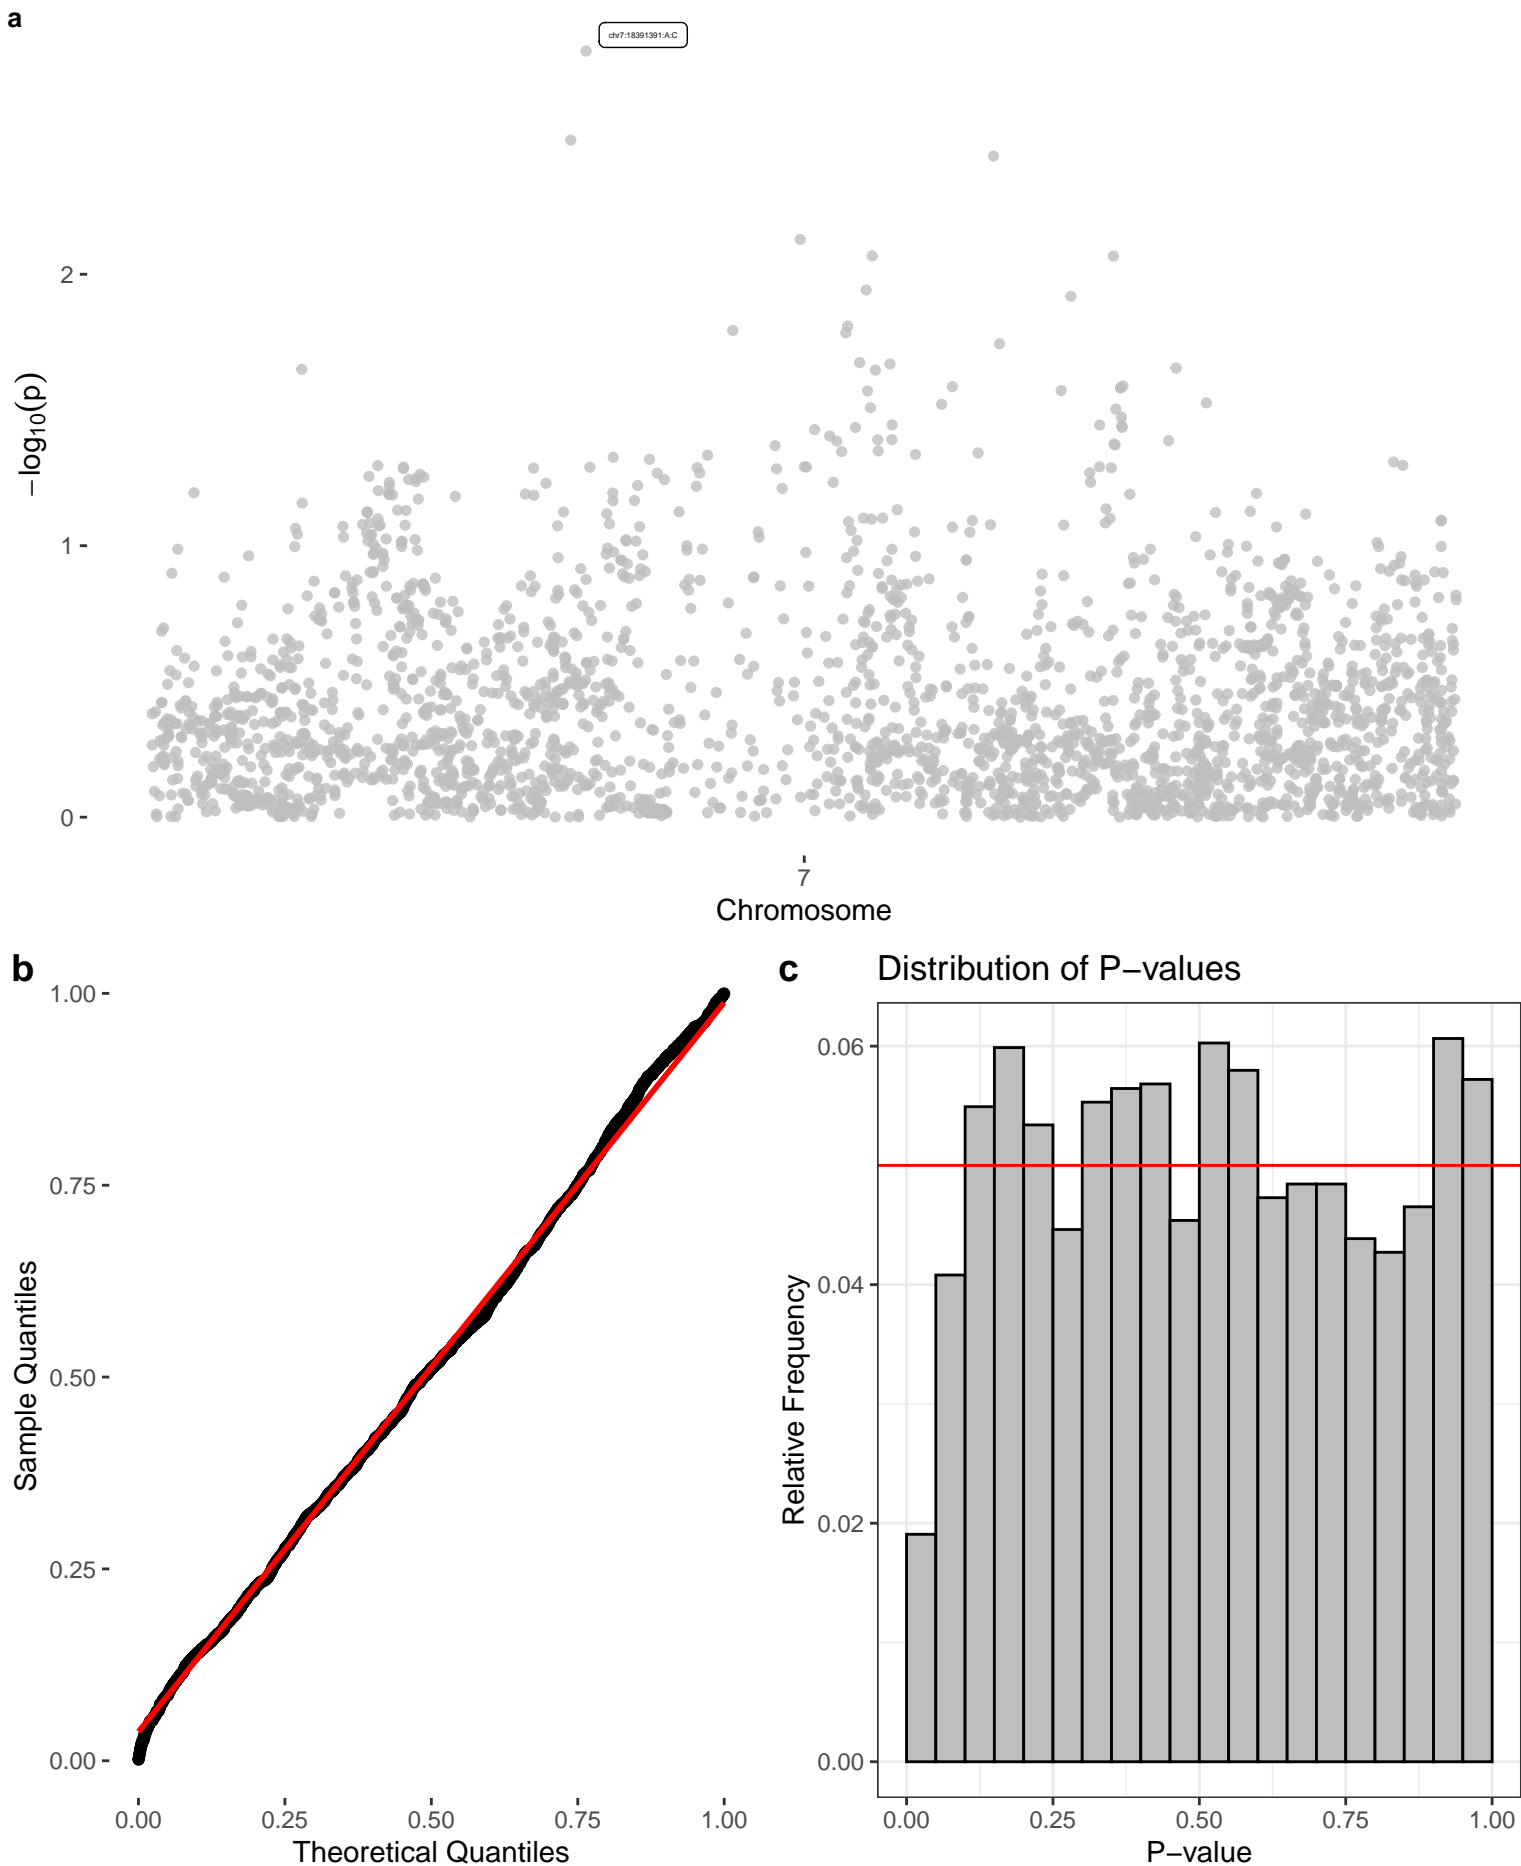 a
chr7:18391391:A:C
2
1
0
−log10(p)
7
Chromosome
b
1.00
0.75
0.50
0.25
0.00
Sample Quantiles
0.00 0.25 0.50 0.75 1.00
Theoretical Quantiles
c
Distribution of P−values
0.06
0.04
0.02
0.00
Relative Frequency
0.00 0.25 0.50 0.75 1.00
P−value